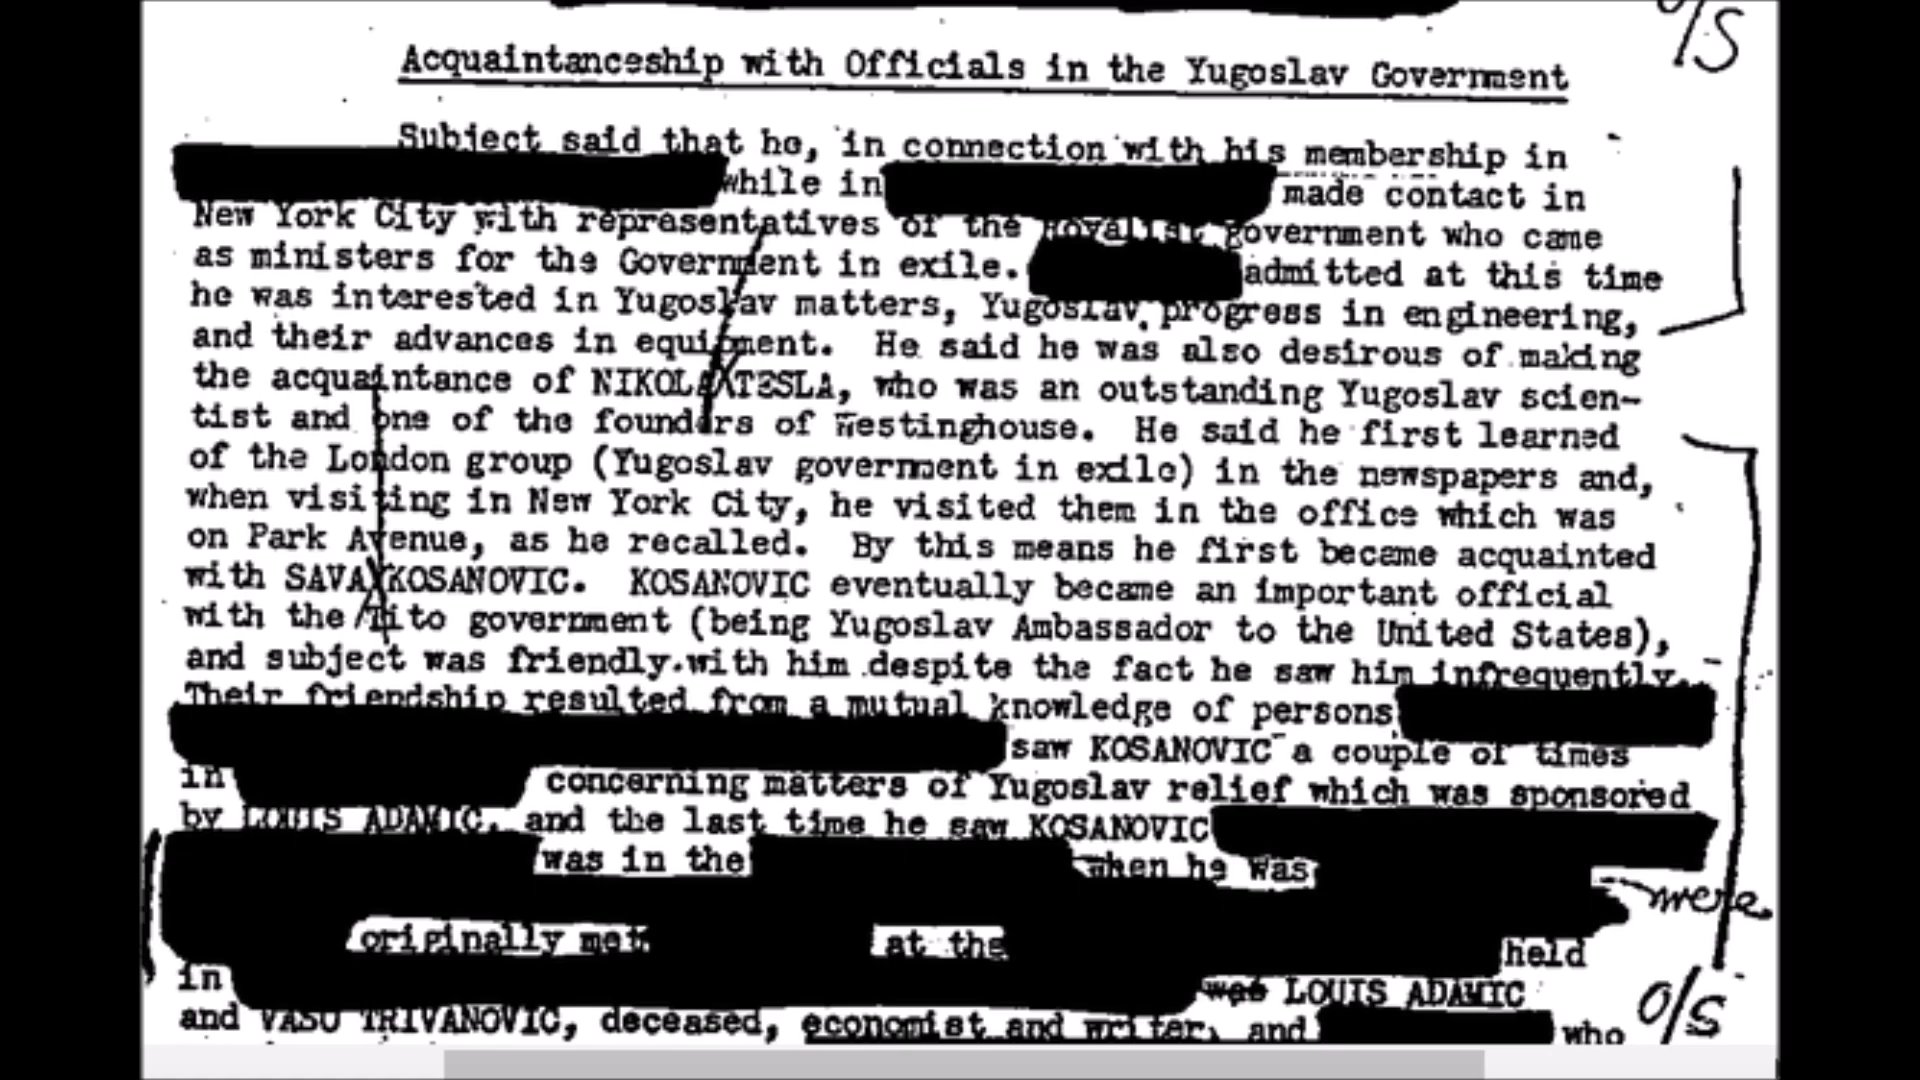 O/S
Acquaintanceship with Officials in the Yugoslav Government
Subject said that he, in connection with his membership in
while in made contact in
New York City with representatives of the Royalist government who came
as ministers for the Government in exile. admitted at this time
he was interested in Yugoslav matters, Yugoslav progress in engineering,
and their advances in equipment. He said he was also desirous of making
the acquaintance of NIKOLA TESLA, who was an outstanding Yugoslav scien-
tist and one of the founders of Westinghouse. He said he first learned
of the London group (Yugoslav government in exile) in the newspapers and,
when visiting in New York City, he visited them in the office which was
on Park Avenue, as he recalled. By this means he first became acquainted
with SAVA KOSANOVIC. KOSANOVIC eventually became an important official
with the Tito government (being Yugoslav Ambassador to the United States),
and subject was friendly with him despite the fact he saw him infrequently.
Their friendship resulted from a mutual knowledge of persons
saw KOSANOVIC a couple of times
in concerning matters of Yugoslav relief which was sponsored
by LOUIS ADAMIC, and the last time he saw KOSANOVIC
was in the when he was
were
originally met at the held
in was LOUIS ADAMIC
and VASO TRIVANOVIC, deceased, economist and writer, and who
O/S